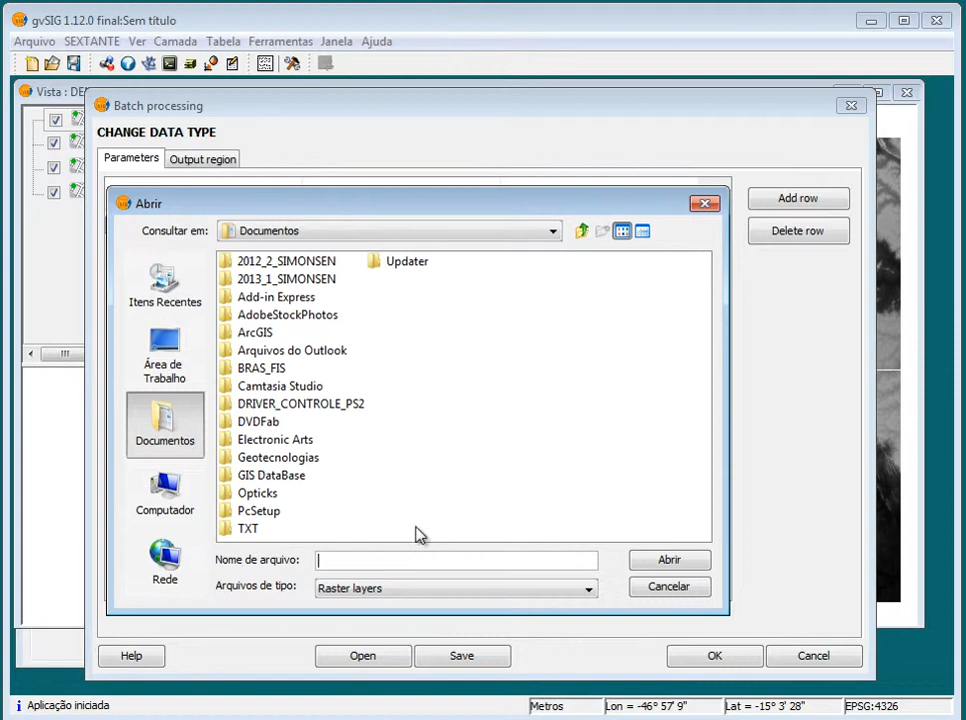 gvSIG 1.12.0 final:Sem título
Arquivo SEXTANTE Ver Camada Tabela Ferramentas Janela Ajuda
Vista : DE
Batch processing
CHANGE DATA TYPE
Parameters Output region
Add row
Delete row
Abrir
Consultar em: Documentos
Itens Recentes
Área de Trabalho
Documentos
Computador
Rede
2012_2_SIMONSEN
2013_1_SIMONSEN
Add-in Express
AdobeStockPhotos
ArcGIS
Arquivos do Outlook
BRAS_FIS
Camtasia Studio
DRIVER_CONTROLE_PS2
DVDFab
Electronic Arts
Geotecnologias
GIS DataBase
Opticks
PcSetup
TXT
Updater
Nome de arquivo: Abrir
Arquivos de tipo: Raster layers Cancelar
Help Open Save OK Cancel
Aplicação iniciada Metros Lon = -46° 57' 9" Lat = -15° 3' 28" EPSG:4326